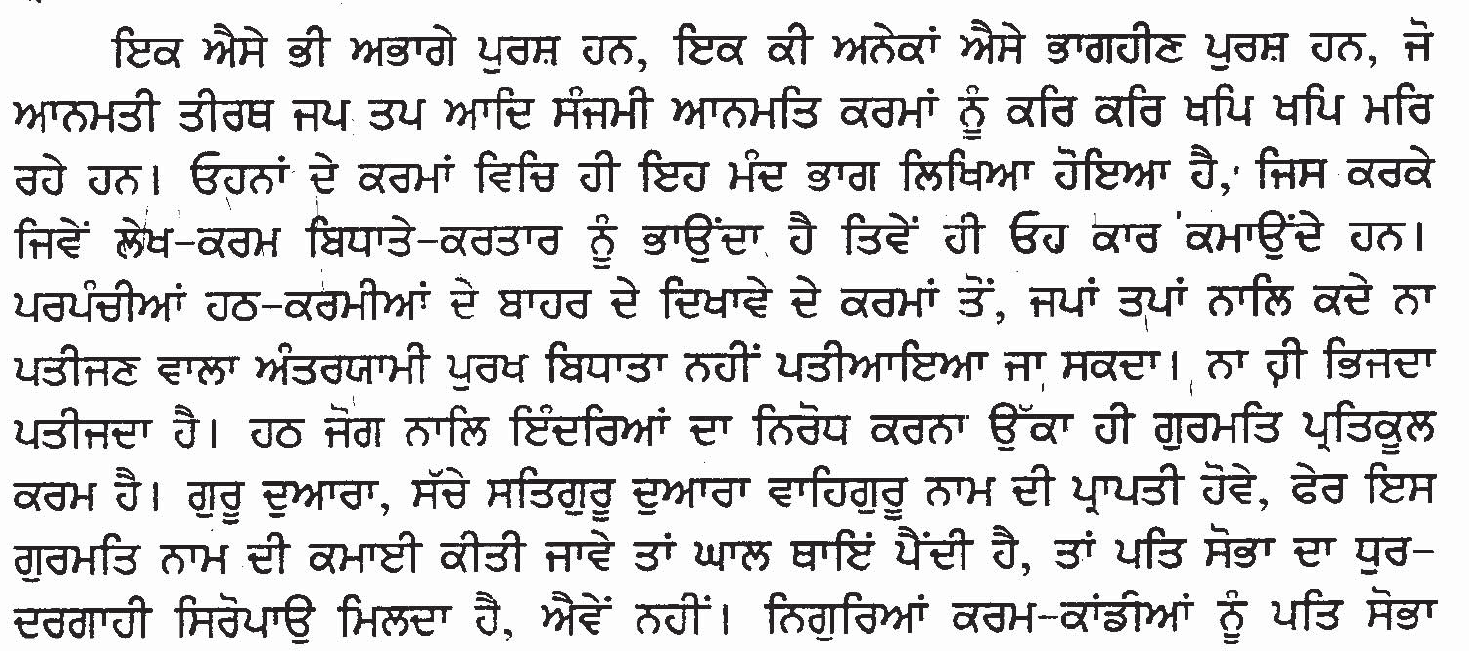 ਇਕ ਐਸੇ ਭੀ ਅਭਾਗੇ ਪੁਰਸ਼ ਹਨ, ਇਕ ਕੀ ਅਨੇਕਾਂ ਐਸੇ ਭਾਗਹੀਣ ਪੁਰਸ਼ ਹਨ, ਜੋ
ਆਨਮਤੀ ਤੀਰਥ ਜਪ ਤਪ ਆਦਿ ਸੰਜਮੀ ਆਨਮਤਿ ਕਰਮਾਂ ਨੂੰ ਕਰਿ ਕਰਿ ਖਪਿ ਖਪਿ ਮਰਿ
ਰਹੇ ਹਨ। ਓਹਨਾਂ ਦੇ ਕਰਮਾਂ ਵਿਚਿ ਹੀ ਇਹ ਮੰਦ ਭਾਗ ਲਿਖਿਆ ਹੋਇਆ ਹੈ, ਜਿਸ ਕਰਕੇ
ਜਿਵੇਂ ਲੇਖ-ਕਰਮ ਬਿਧਾਤੇ-ਕਰਤਾਰ ਨੂੰ ਭਾਉਂਦਾ ਹੈ ਤਿਵੇਂ ਹੀ ਓਹ ਕਾਰ ਕਮਾਉਂਦੇ ਹਨ।
ਪਰਪੰਚੀਆਂ ਹਠ-ਕਰਮੀਆਂ ਦੇ ਬਾਹਰ ਦੇ ਦਿਖਾਵੇ ਦੇ ਕਰਮਾਂ ਤੋਂ, ਜਪਾਂ ਤਪਾਂ ਨਾਲਿ ਕਦੇ ਨਾ
ਪਤੀਜਣ ਵਾਲਾ ਅੰਤਰਯਾਮੀ ਪੁਰਖ ਬਿਧਾਤਾ ਨਹੀਂ ਪਤੀਆਇਆ ਜਾ ਸਕਦਾ। ਨਾ ਹੀ ਭਿਜਦਾ
ਪਤੀਜਦਾ ਹੈ। ਹਠ ਜੋਗ ਨਾਲਿ ਇੰਦਰਿਆਂ ਦਾ ਨਿਰੋਧ ਕਰਨਾ ਉੱਕਾ ਹੀ ਗੁਰਮਤਿ ਪ੍ਰਤਿਕੂਲ
ਕਰਮ ਹੈ। ਗੁਰੂ ਦੁਆਰਾ, ਸੱਚੇ ਸਤਿਗੁਰੂ ਦੁਆਰਾ ਵਾਹਿਗੁਰੂ ਨਾਮ ਦੀ ਪ੍ਰਾਪਤੀ ਹੋਵੇ, ਫੇਰ ਇਸ
ਗੁਰਮਤਿ ਨਾਮ ਦੀ ਕਮਾਈ ਕੀਤੀ ਜਾਵੇ ਤਾਂ ਘਾਲ ਥਾਇਂ ਪੈਂਦੀ ਹੈ, ਤਾਂ ਪਤਿ ਸੋਭਾ ਦਾ ਧੁਰ-
ਦਰਗਾਹੀ ਸਿਰੋਪਾਉ ਮਿਲਦਾ ਹੈ, ਐਵੇਂ ਨਹੀਂ। ਨਿਗੁਰਿਆਂ ਕਰਮ-ਕਾਂਡੀਆਂ ਨੂੰ ਪਤਿ ਸੋਭਾ